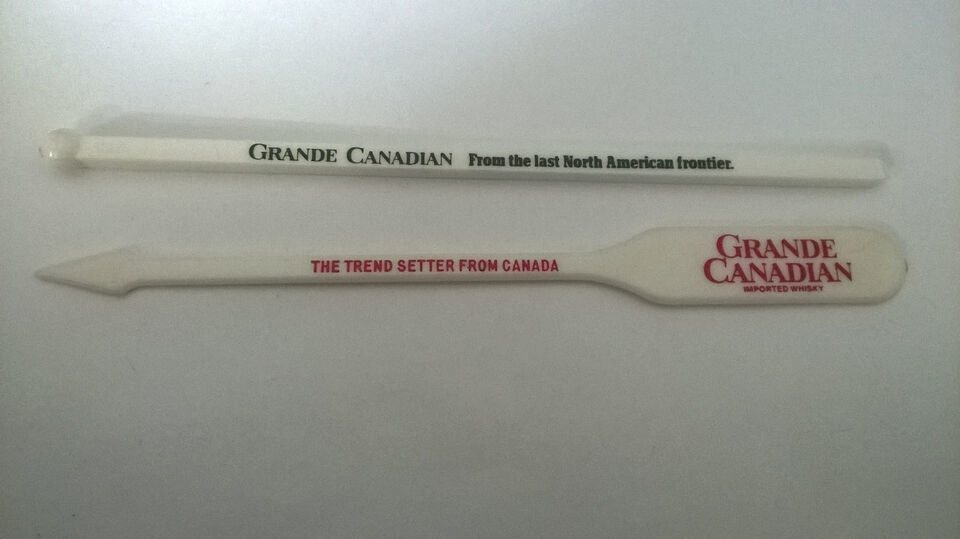 GRANDE CANADIAN From the last North American frontier.
THE TREND SETTER FROM CANADA
GRANDE
CANADIAN
IMPORTED WHISKY